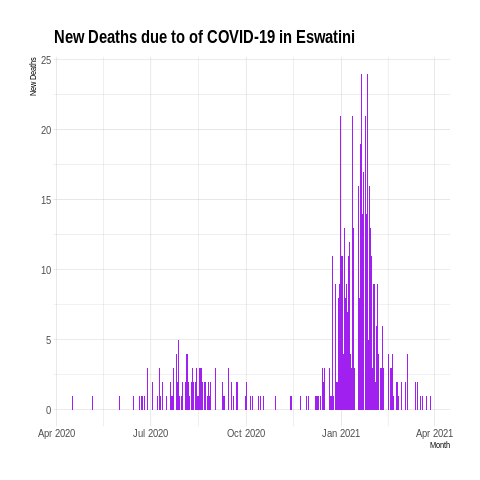 New Deaths due to of COVID-19 in Eswatini
New Deaths
25
20
15
10
5
0
Apr 2020
Jul 2020
Oct 2020
Jan 2021
Apr 2021
Month